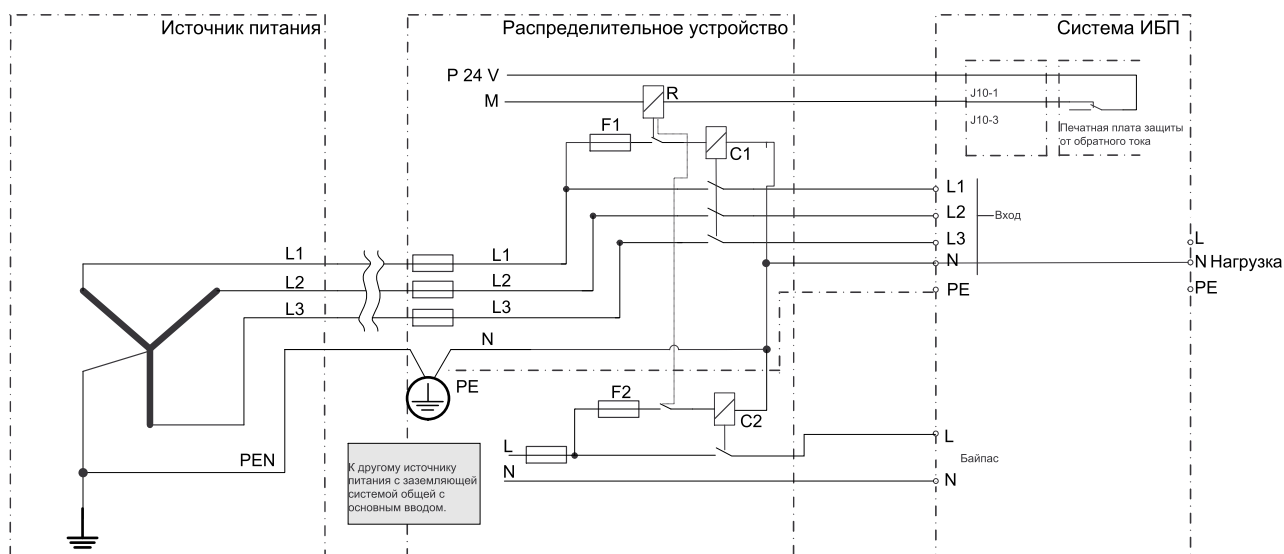 Источник питания
Распределительное устройство
Система ИБП
P 24 V
M
R
J10-1
J10-3
Печатная плата защиты
от обратного тока
F1
C1
L1
L2
L3
N
PE
Вход
L
N Нагрузка
PE
L1
L2
L3
L1
L2
L3
N
PE
PEN
F2
C2
L
N
L
Байпас
N
К другому источнику
питания с заземляющей
системой общей с
основным вводом.